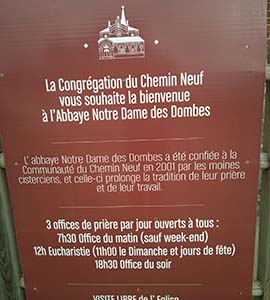 La Congrégation du Chemin Neuf
vous souhaite la bienvenue
à l'Abbaye Notre Dame des Dombes
L' abbaye Notre Dame des Dombes a été confiée à la
Communauté du Chemin Neuf en 2001 par les moines
cisterciens, et celle-ci prolonge la tradition de leur prière
et de leur travail.
3 offices de prière par jour ouverts à tous :
7h30 Office du matin (sauf week-end)
12h Eucharistie (11h00 le Dimanche et jours de fête)
18h30 Office du soir
VISITE LIBRE de l' Eglise